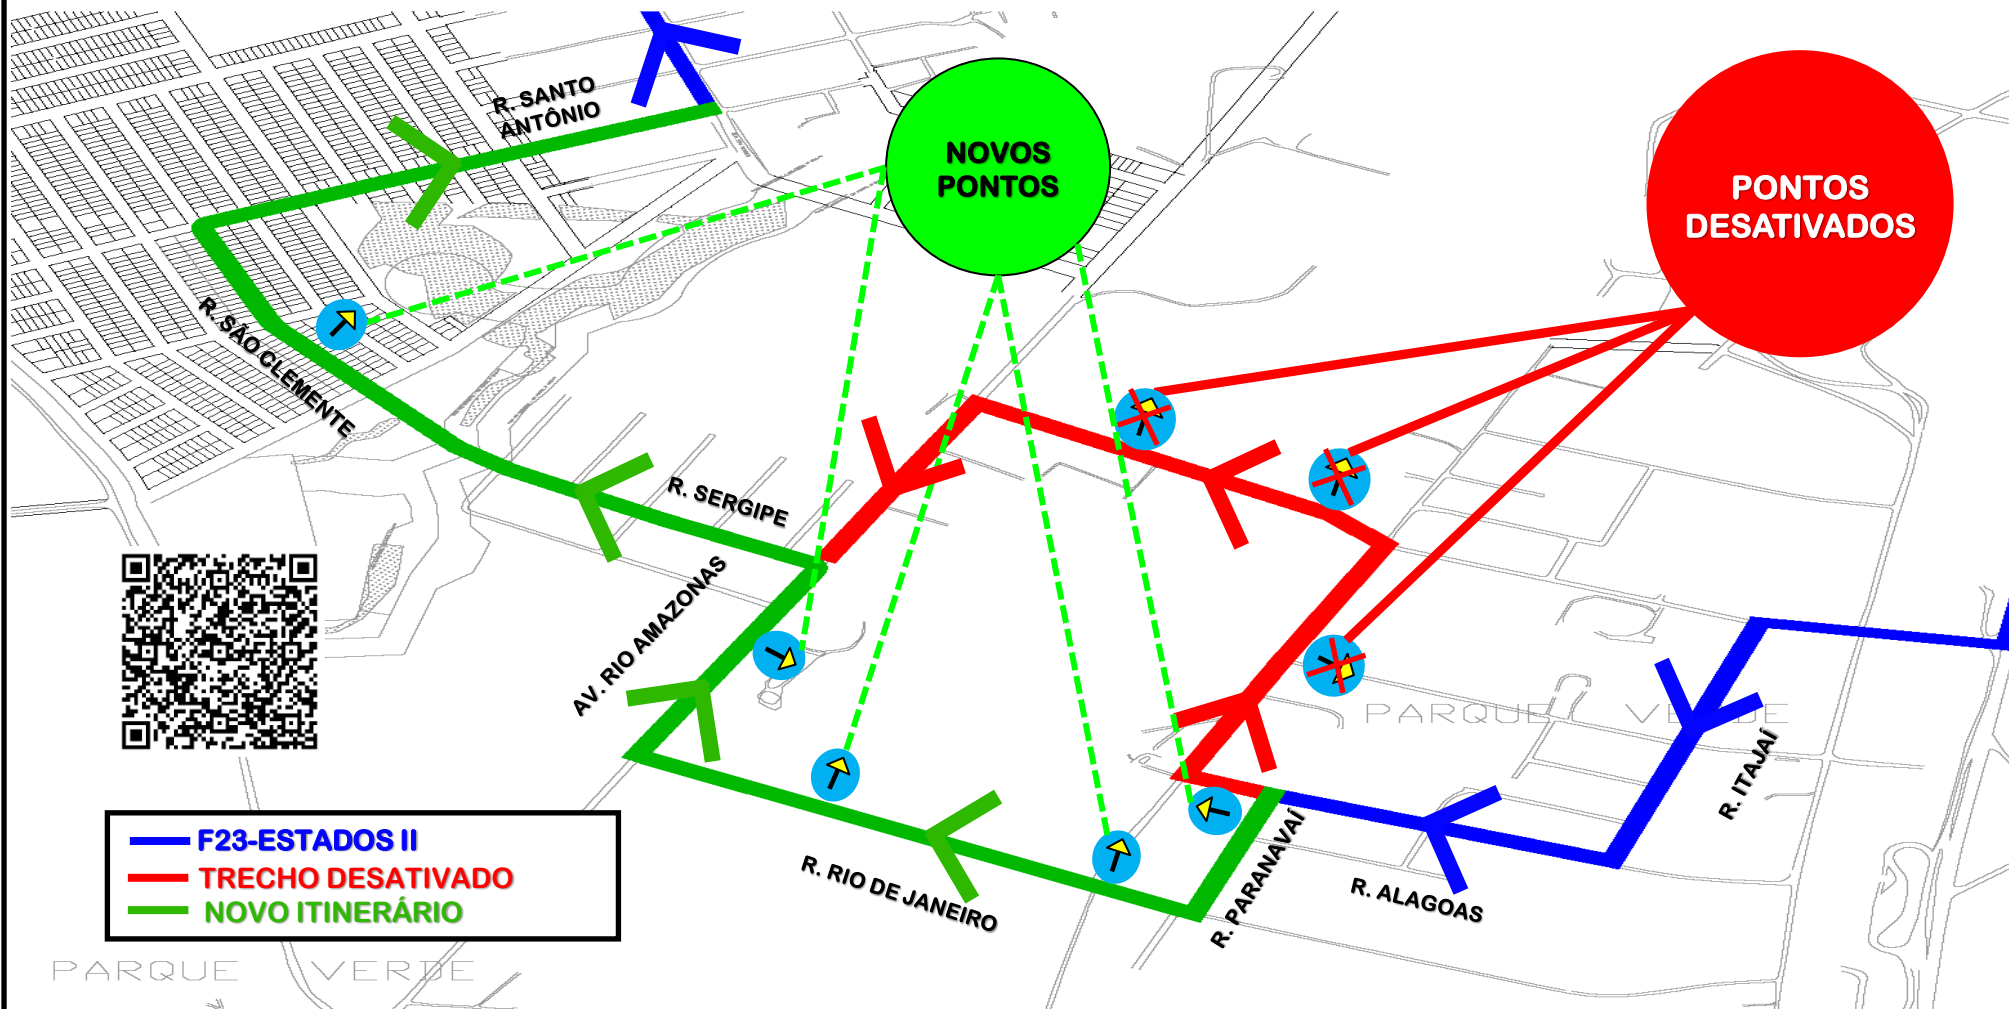 R. SANTO
ANTÔNIO
NOVOS
PONTOS
PONTOS
DESATIVADOS
R. SÃO CLEMENTE
R. SERGIPE
AV. RIO AMAZONAS
PARQUE VERDE
R. ITAJAÍ
R. PARANAVAÍ
R. ALAGOAS
R. RIO DE JANEIRO
F23-ESTADOS II
TRECHO DESATIVADO
NOVO ITINERÁRIO
PARQUE VERDE